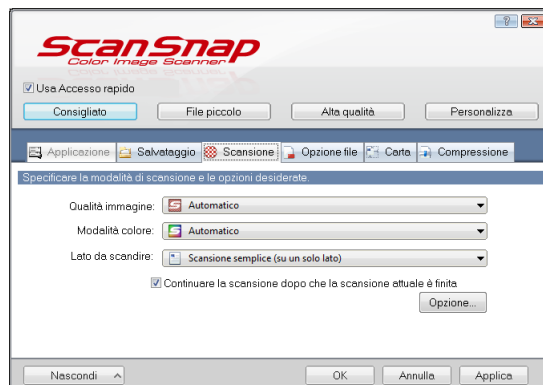 ScanSnap
Color Image Scanner
Usa Accesso rapido
Consigliato File piccolo Alta qualità Personalizza
Applicazione Salvataggio Scansione Opzione file Carta Compressione
Specificare la modalità di scansione e le opzioni desiderate.
Qualità immagine: Automatico
Modalità colore: Automatico
Lato da scandire: Scansione semplice (su un solo lato)
Continuare la scansione dopo che la scansione attuale è finita
Opzione...
Nascondi OK Annulla Applica